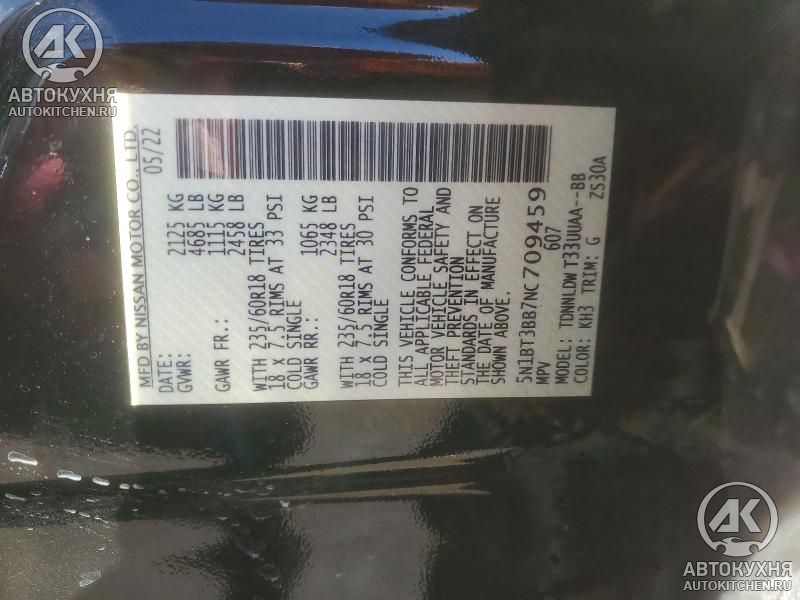 AK
АВТОКУХНЯ
AUTOKITCHEN.RU
MFD BY NISSAN MOTOR CO., LTD.
DATE: 05/22
GVWR: 2125 KG
4685 LB
GAWR FR.: 1115 KG
2458 LB
WITH 235/60R18 TIRES
18 X 7.5 RIMS AT 33 PSI
COLD SINGLE
GAWR RR.: 1065 KG
2348 LB
WITH 235/60R18 TIRES
18 X 7.5 RIMS AT 30 PSI
COLD SINGLE
THIS VEHICLE CONFORMS TO
ALL APPLICABLE FEDERAL
MOTOR VEHICLE SAFETY AND
THEFT PREVENTION
STANDARDS IN EFFECT ON
THE DATE OF MANUFACTURE
SHOWN ABOVE.
5N1BT3BB7NC709459
MPV 607
MODEL: TDNNLDWT33UUAA--BB
COLOR: KH3 TRIM: G ZS30A
AK
АВТОКУХНЯ
AUTOKITCHEN.RU